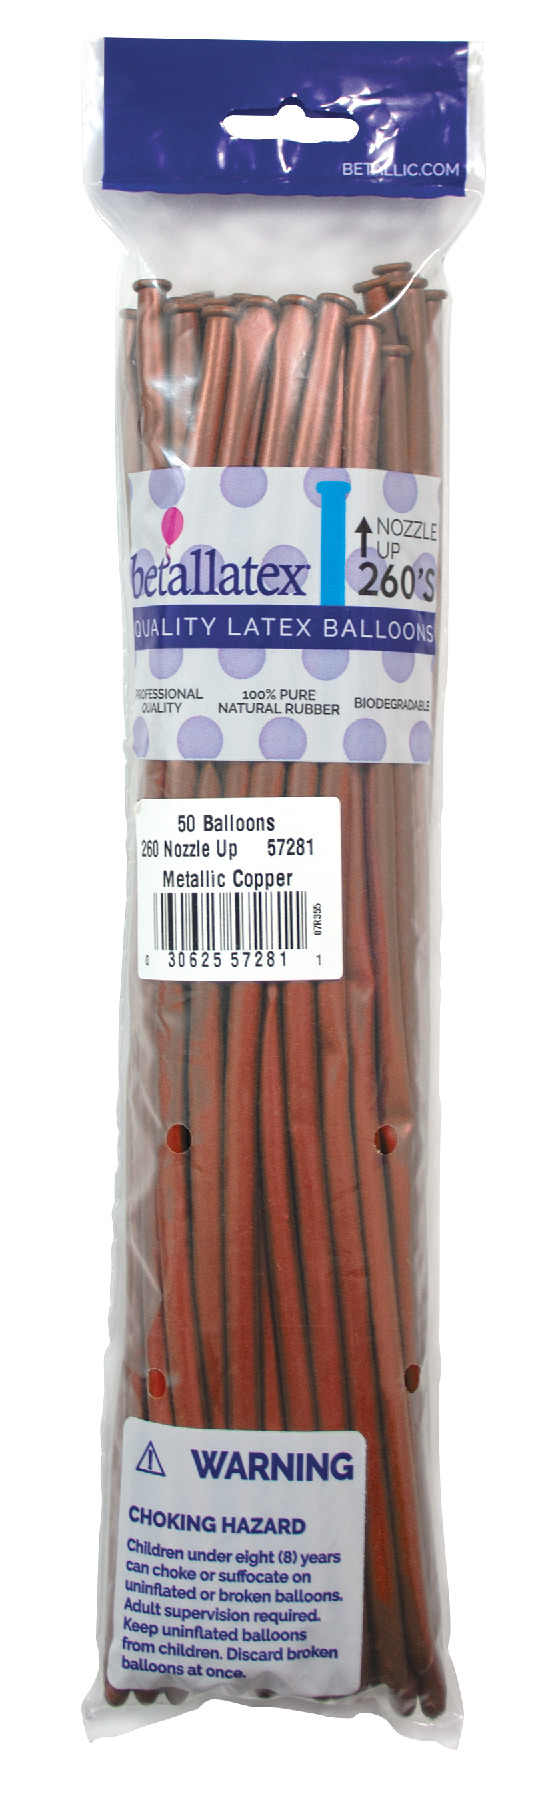 BETALLIC.COM
NOZZLE
UP
260'S
betallatex
QUALITY LATEX BALLOONS
PROFESSIONAL
QUALITY
100% PURE
NATURAL RUBBER
BIODEGRADABLE
50 Balloons
260 Nozzle Up 57281
Metallic Copper
87R355
0 30625 57281 1
WARNING
CHOKING HAZARD
Children under eight (8) years
can choke or suffocate on
uninflated or broken balloons.
Adult supervision required.
Keep uninflated balloons
from children. Discard broken
balloons at once.